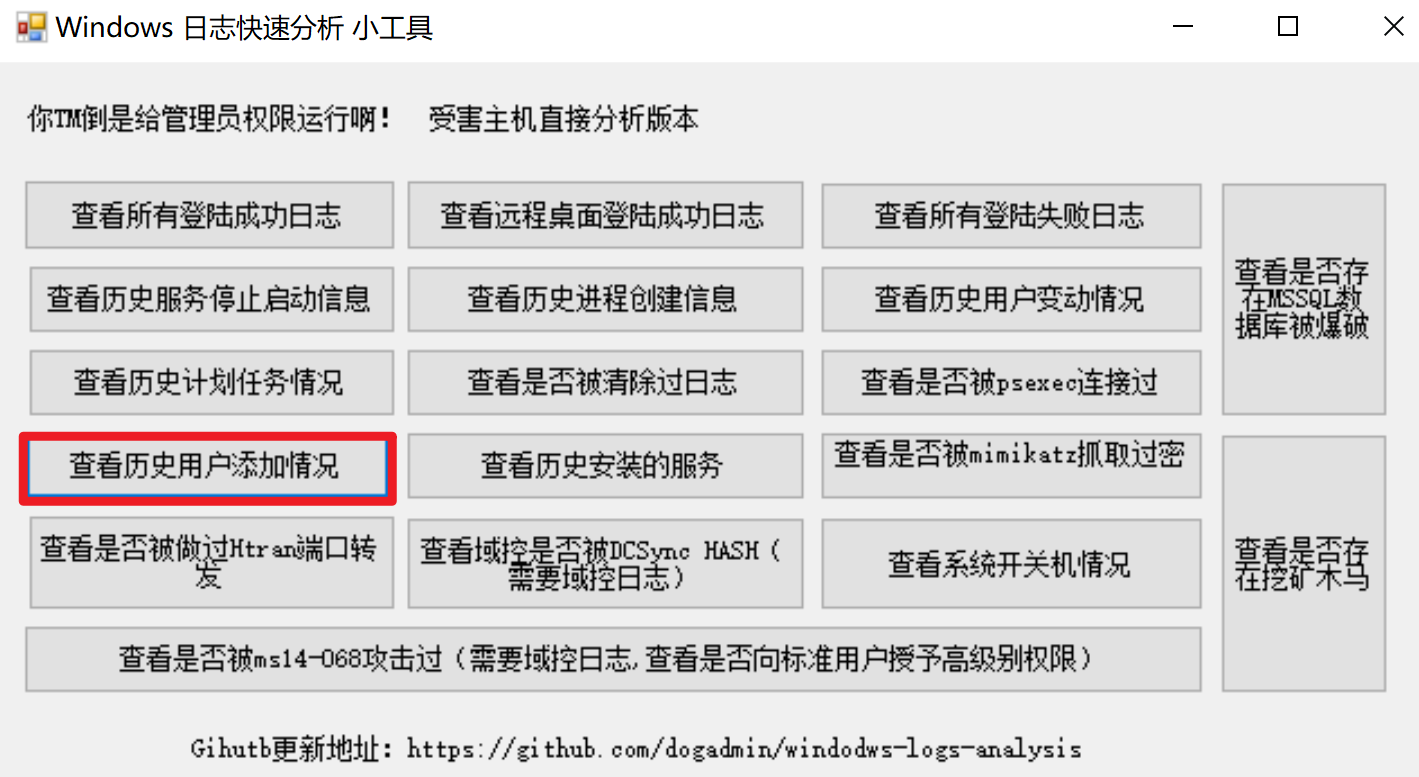 Windows 日志快速分析 小工具
你TM倒是给管理员权限运行啊! 受害主机直接分析版本
查看所有登陆成功日志
查看远程桌面登陆成功日志
查看所有登陆失败日志
查看是否存
在MSSQL数
据库被爆破
查看历史服务停止启动信息
查看历史进程创建信息
查看历史用户变动情况
查看历史计划任务情况
查看是否被清除过日志
查看是否被psexec连接过
查看历史用户添加情况
查看历史安装的服务
查看是否被mimikatz抓取过密
查看是否被做过Htran端口转
发
查看域控是否被DCSync HASH（
需要域控日志）
查看系统开关机情况
查看是否存
在挖矿木马
查看是否被ms14-068攻击过（需要域控日志,查看是否向标准用户授予高级别权限）
Gihutb更新地址：https://github.com/dogadmin/windodws-logs-analysis